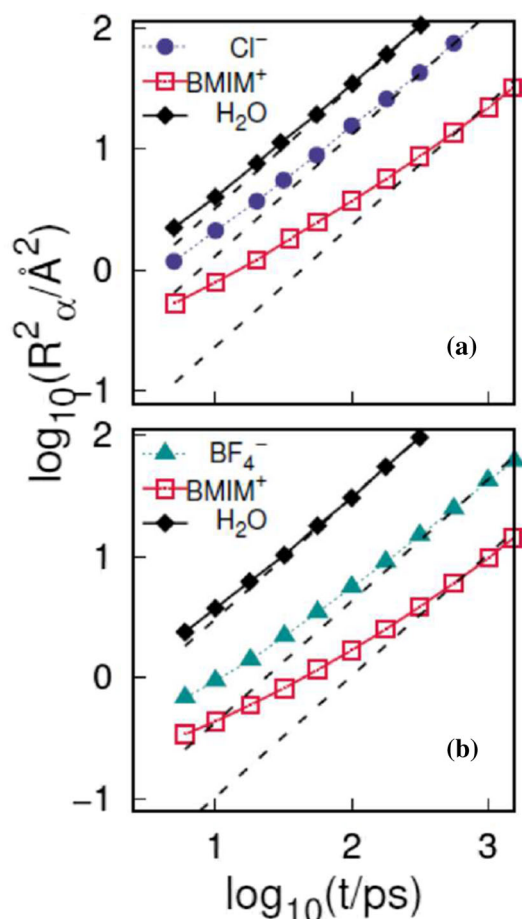 2
Cl⁻
BMIM⁺
H₂O
1
0
−1
(a)
log₁₀(R²α/Å²)
2
BF₄⁻
BMIM⁺
H₂O
1
0
−1
(b)
1 2 3
log₁₀(t/ps)